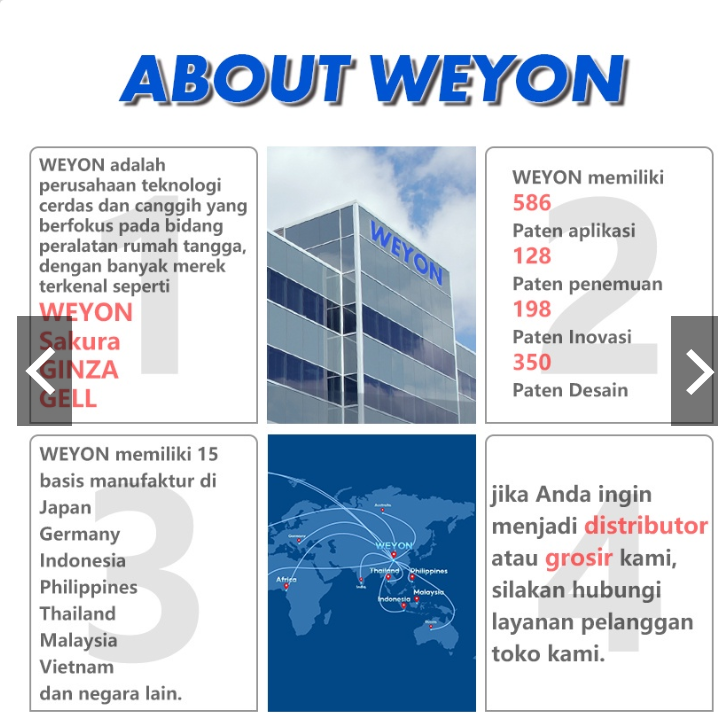 ABOUT WEYON
WEYON adalah
perusahaan teknologi
cerdas dan canggih yang
berfokus pada bidang
peralatan rumah tangga,
dengan banyak merek
terkenal seperti
WEYON
Sakura
GINZA
GELL
1
WEYON
WEYON memiliki
586
Paten aplikasi
128
Paten penemuan
198
Paten Inovasi
350
Paten Desain
2
WEYON memiliki 15
basis manufaktur di
Japan
Germany
Indonesia
Philippines
Thailand
Malaysia
Vietnam
dan negara lain.
3
WEYON
Thailand
Philippines
Africa
Malaysia
Indonesia
jika Anda ingin
menjadi distributor
atau grosir kami,
silakan hubungi
layanan pelanggan
toko kami.
4